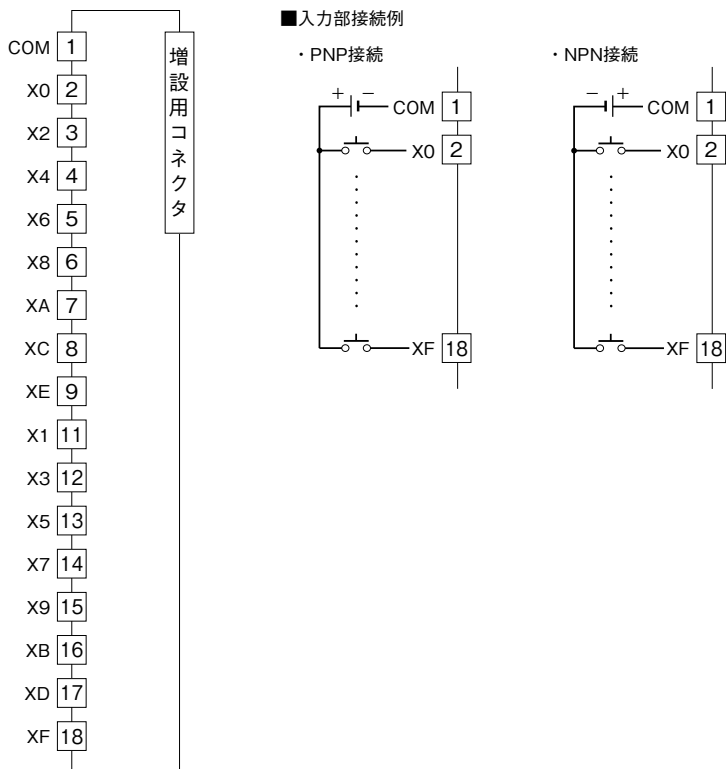 COM 1
X0 2
X2 3
X4 4
X6 5
X8 6
XA 7
XC 8
XE 9
X1 11
X3 12
X5 13
X7 14
X9 15
XB 16
XD 17
XF 18
増設用コネクタ
■入力部接続例
・PNP接続
+ − COM 1
X0 2
XF 18
・NPN接続
− + COM 1
X0 2
XF 18